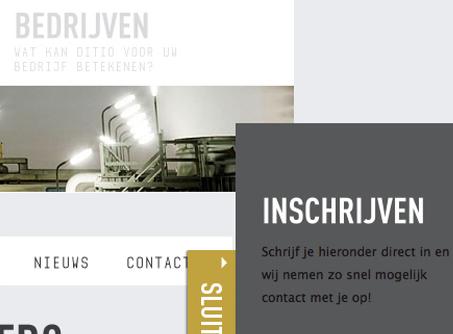 BEDRIJVEN
WAT KAN DITIO VOOR UW
BEDRIJF BETEKENEN?
NIEUWS CONTACT
SLUIT
INSCHRIJVEN
Schrijf je hieronder direct in en
wij nemen zo snel mogelijk
contact met je op!